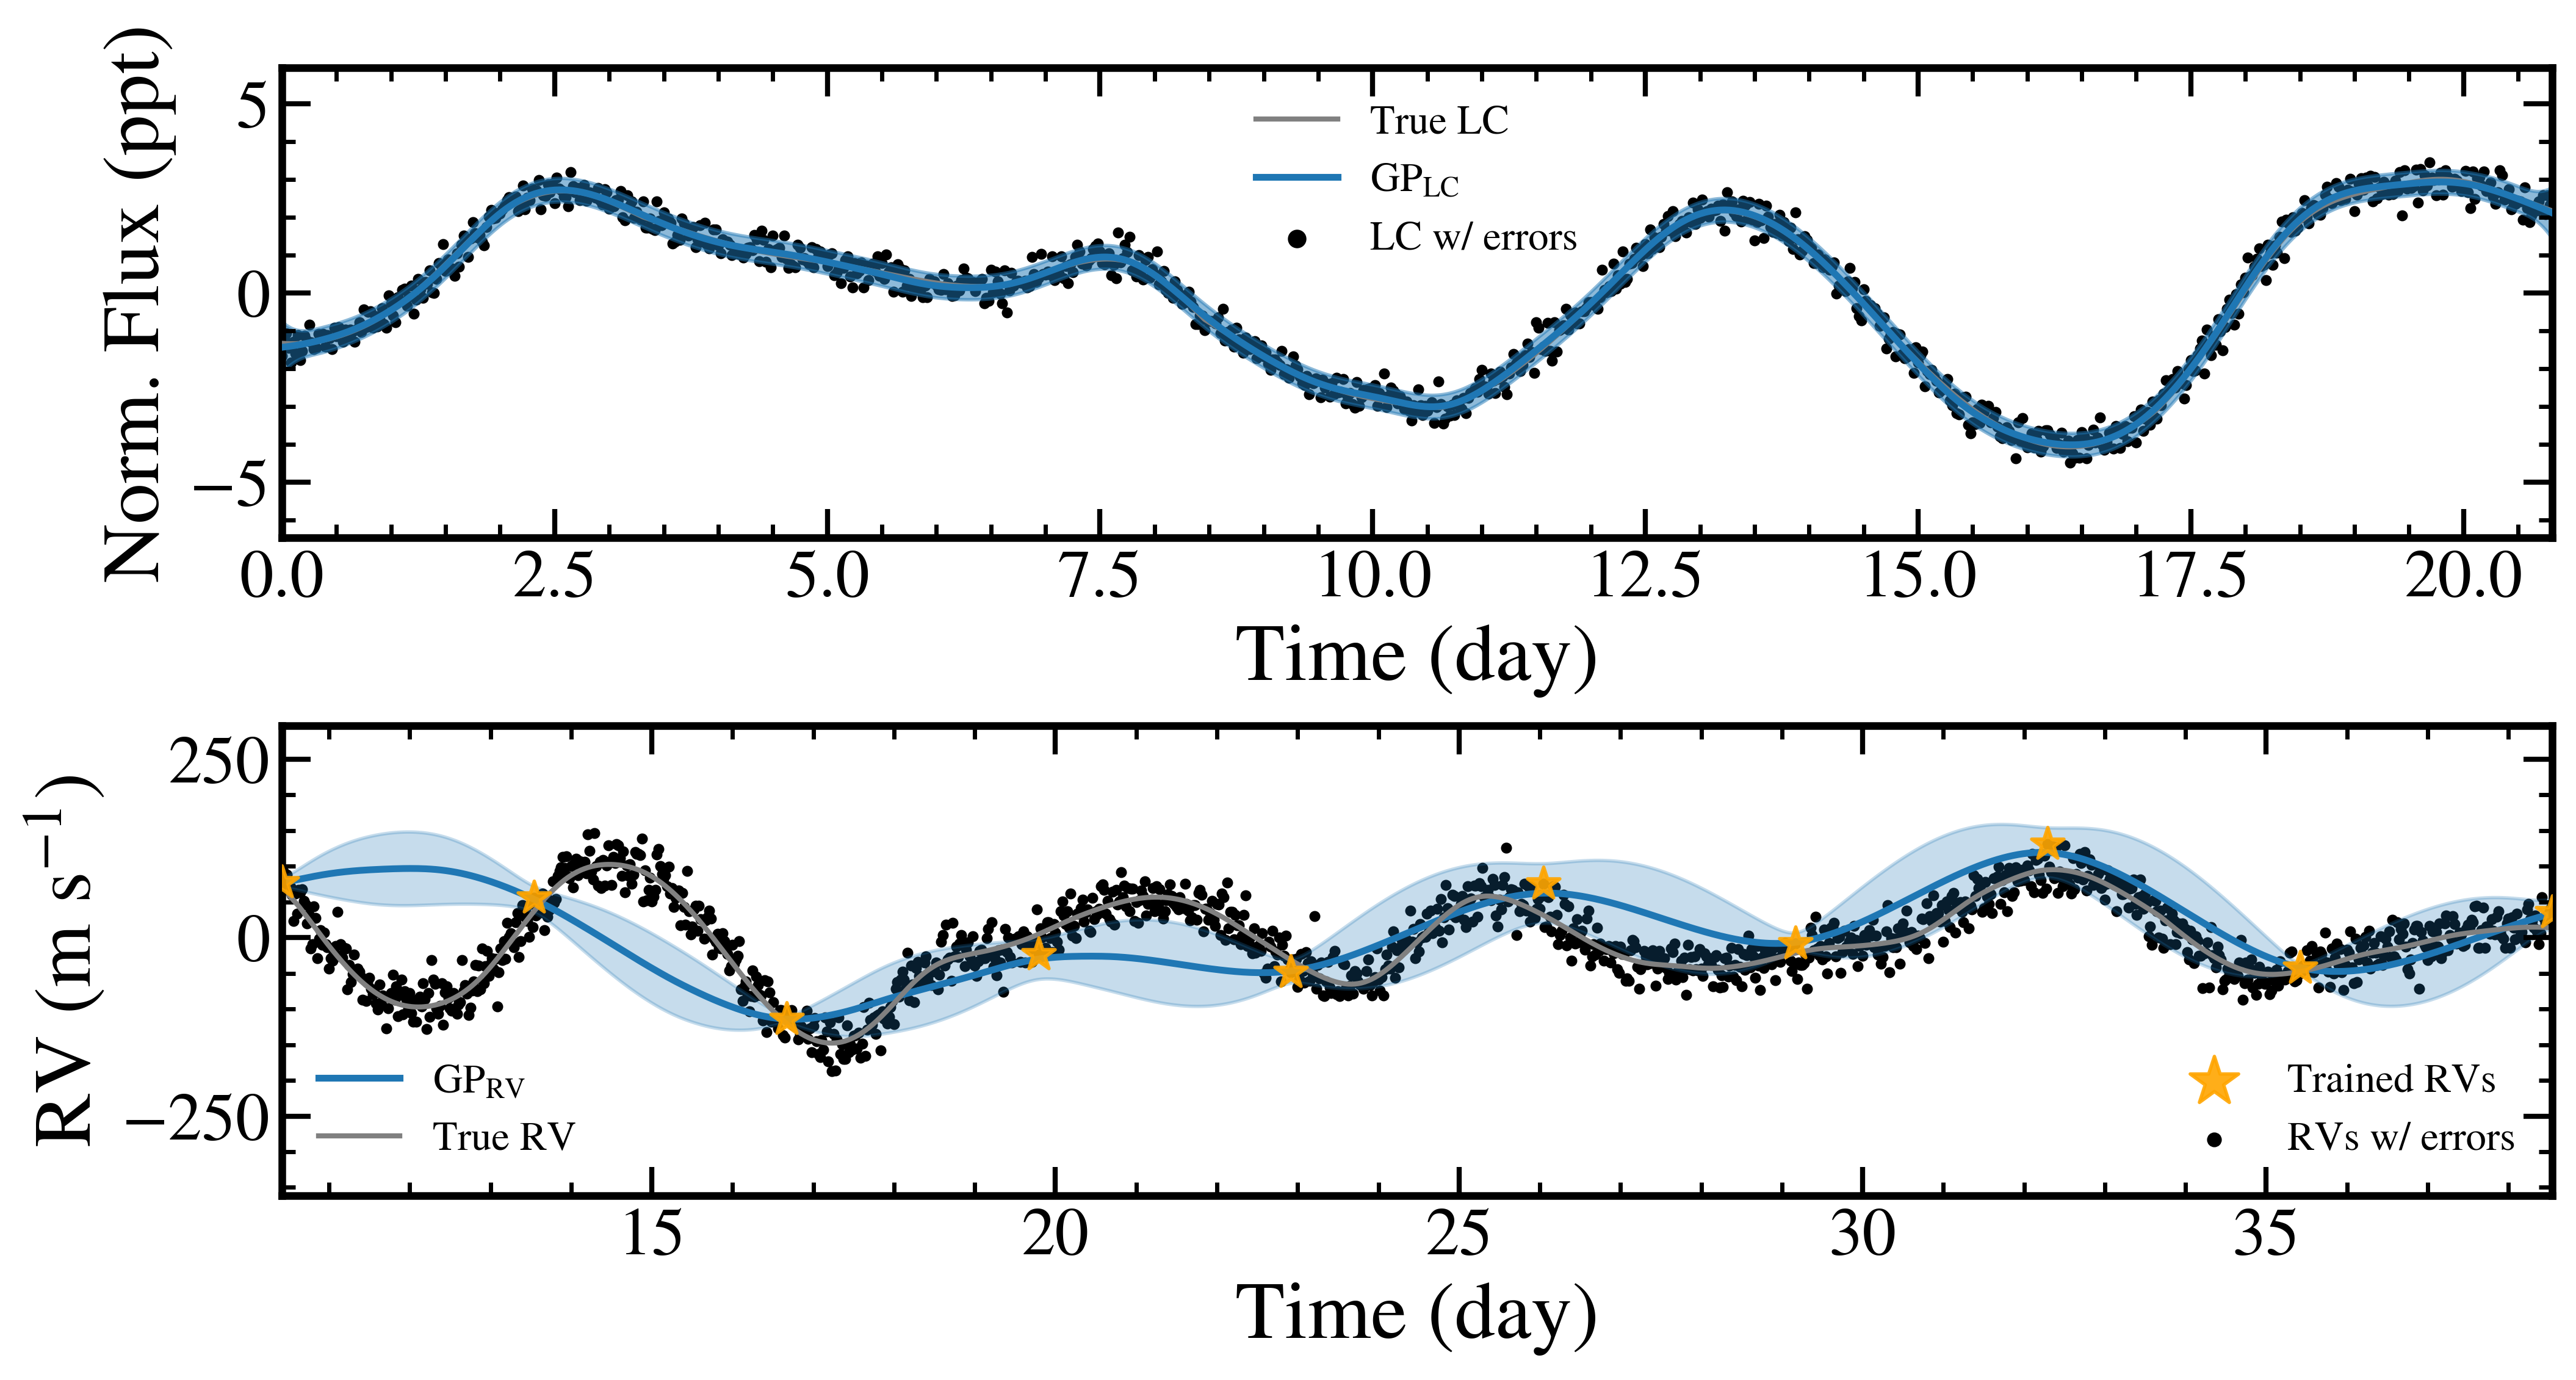 Norm. Flux (ppt)
5
0
−5
True LC
GP_LC
LC w/ errors
0.0 2.5 5.0 7.5 10.0 12.5 15.0 17.5 20.0
Time (day)
RV (m s⁻¹)
250
0
−250
GP_RV
True RV
Trained RVs
RVs w/ errors
15 20 25 30 35
Time (day)